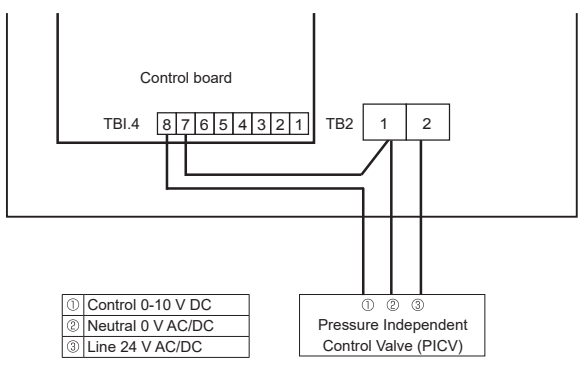 Control board
TBI.4 8 7 6 5 4 3 2 1 TB2 1 2
① Control 0-10 V DC
② Neutral 0 V AC/DC
③ Line 24 V AC/DC
① ② ③
Pressure Independent
Control Valve (PICV)